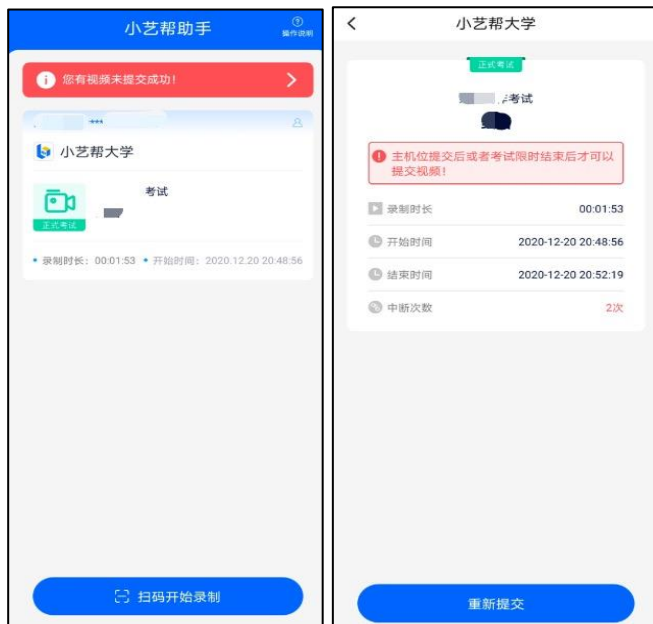 小艺帮助手
操作说明
您有视频未提交成功!
***
小艺帮大学
考试
正式考试
• 录制时长: 00:01:53 • 开始时间: 2020.12.20 20:48:56
扫码开始录制
小艺帮大学
正式考试
考试
主机位提交后或者考试限时结束后才可以
提交视频!
录制时长 00:01:53
开始时间 2020-12-20 20:48:56
结束时间 2020-12-20 20:52:19
中断次数 2次
重新提交